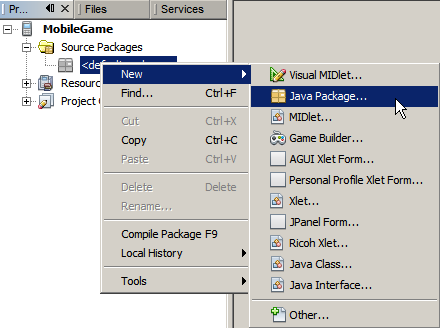 Pr... Files Services
MobileGame
Source Packages
<def
Resour
Project
New
Find... Ctrl+F
Cut Ctrl+X
Copy Ctrl+C
Paste Ctrl+V
Delete Delete
Rename...
Compile Package F9
Local History
Tools
Visual MIDlet...
Java Package...
MIDlet...
Game Builder...
AGUI Xlet Form...
Personal Profile Xlet Form...
Xlet...
JPanel Form...
Ricoh Xlet...
Java Class...
Java Interface...
Other...